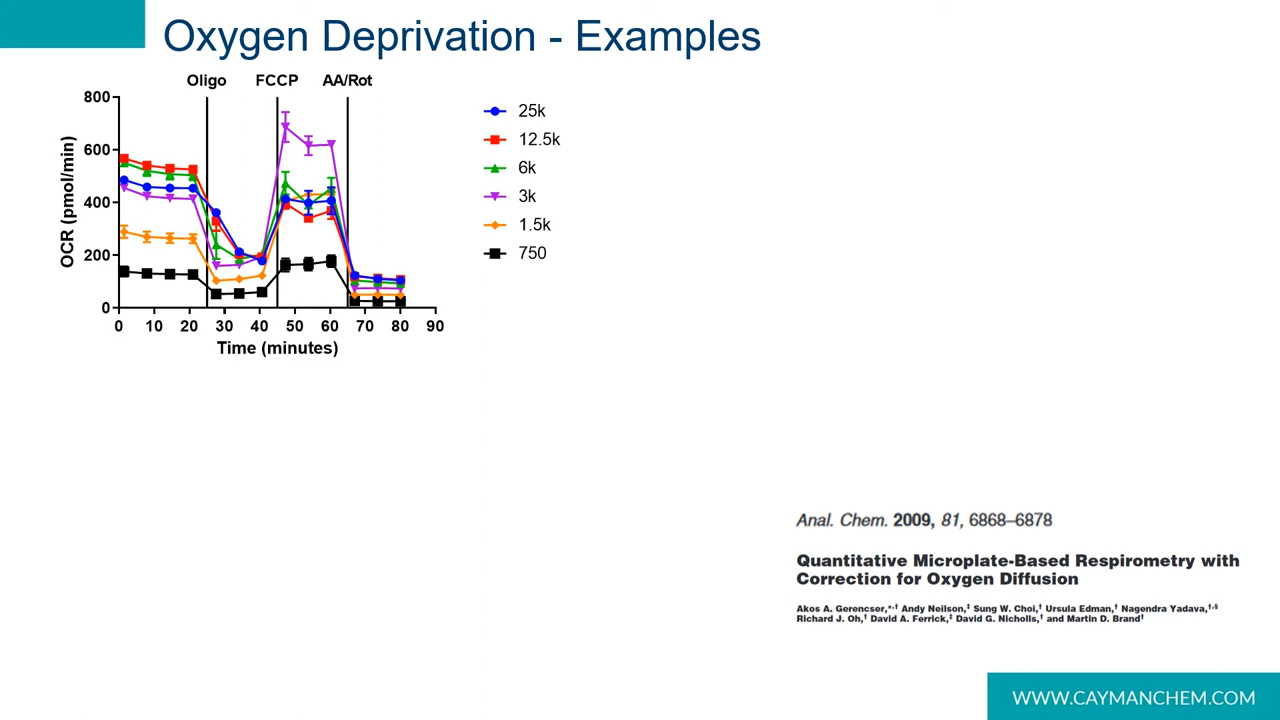 Oxygen Deprivation - Examples
Oligo FCCP AA/Rot
800
600
400
200
0
OCR (pmol/min)
0 10 20 30 40 50 60 70 80 90
Time (minutes)
25k
12.5k
6k
3k
1.5k
750
Anal. Chem. 2009, 81, 6868–6878
Quantitative Microplate-Based Respirometry with
Correction for Oxygen Diffusion
Akos A. Gerencser,*,† Andy Neilson,‡ Sung W. Choi,† Ursula Edman,† Nagendra Yadava,†,§
Richard J. Oh,† David A. Ferrick,‡ David G. Nicholls,† and Martin D. Brand†
WWW.CAYMANCHEM.COM